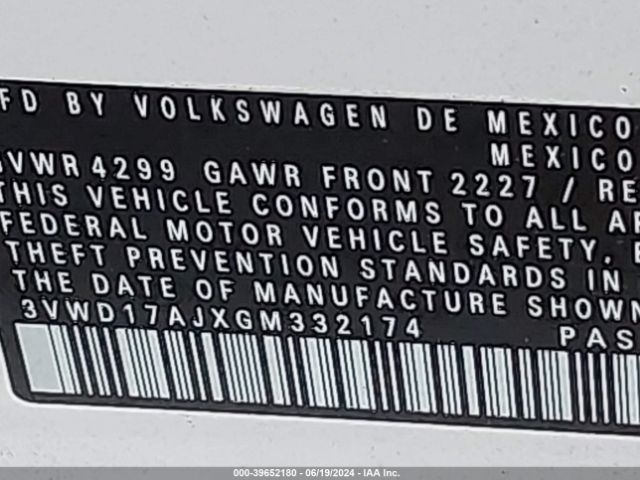 FD BY VOLKSWAGEN DE MEXICO
MEXICO
GVWR 4299 GAWR FRONT 2227 / RE
THIS VEHICLE CONFORMS TO ALL AP
FEDERAL MOTOR VEHICLE SAFETY,
THEFT PREVENTION STANDARDS IN
THE DATE OF MANUFACTURE SHOWN
3VWD17AJXGM332174 PAS
000-39652180 - 06/19/2024 - IAA Inc.